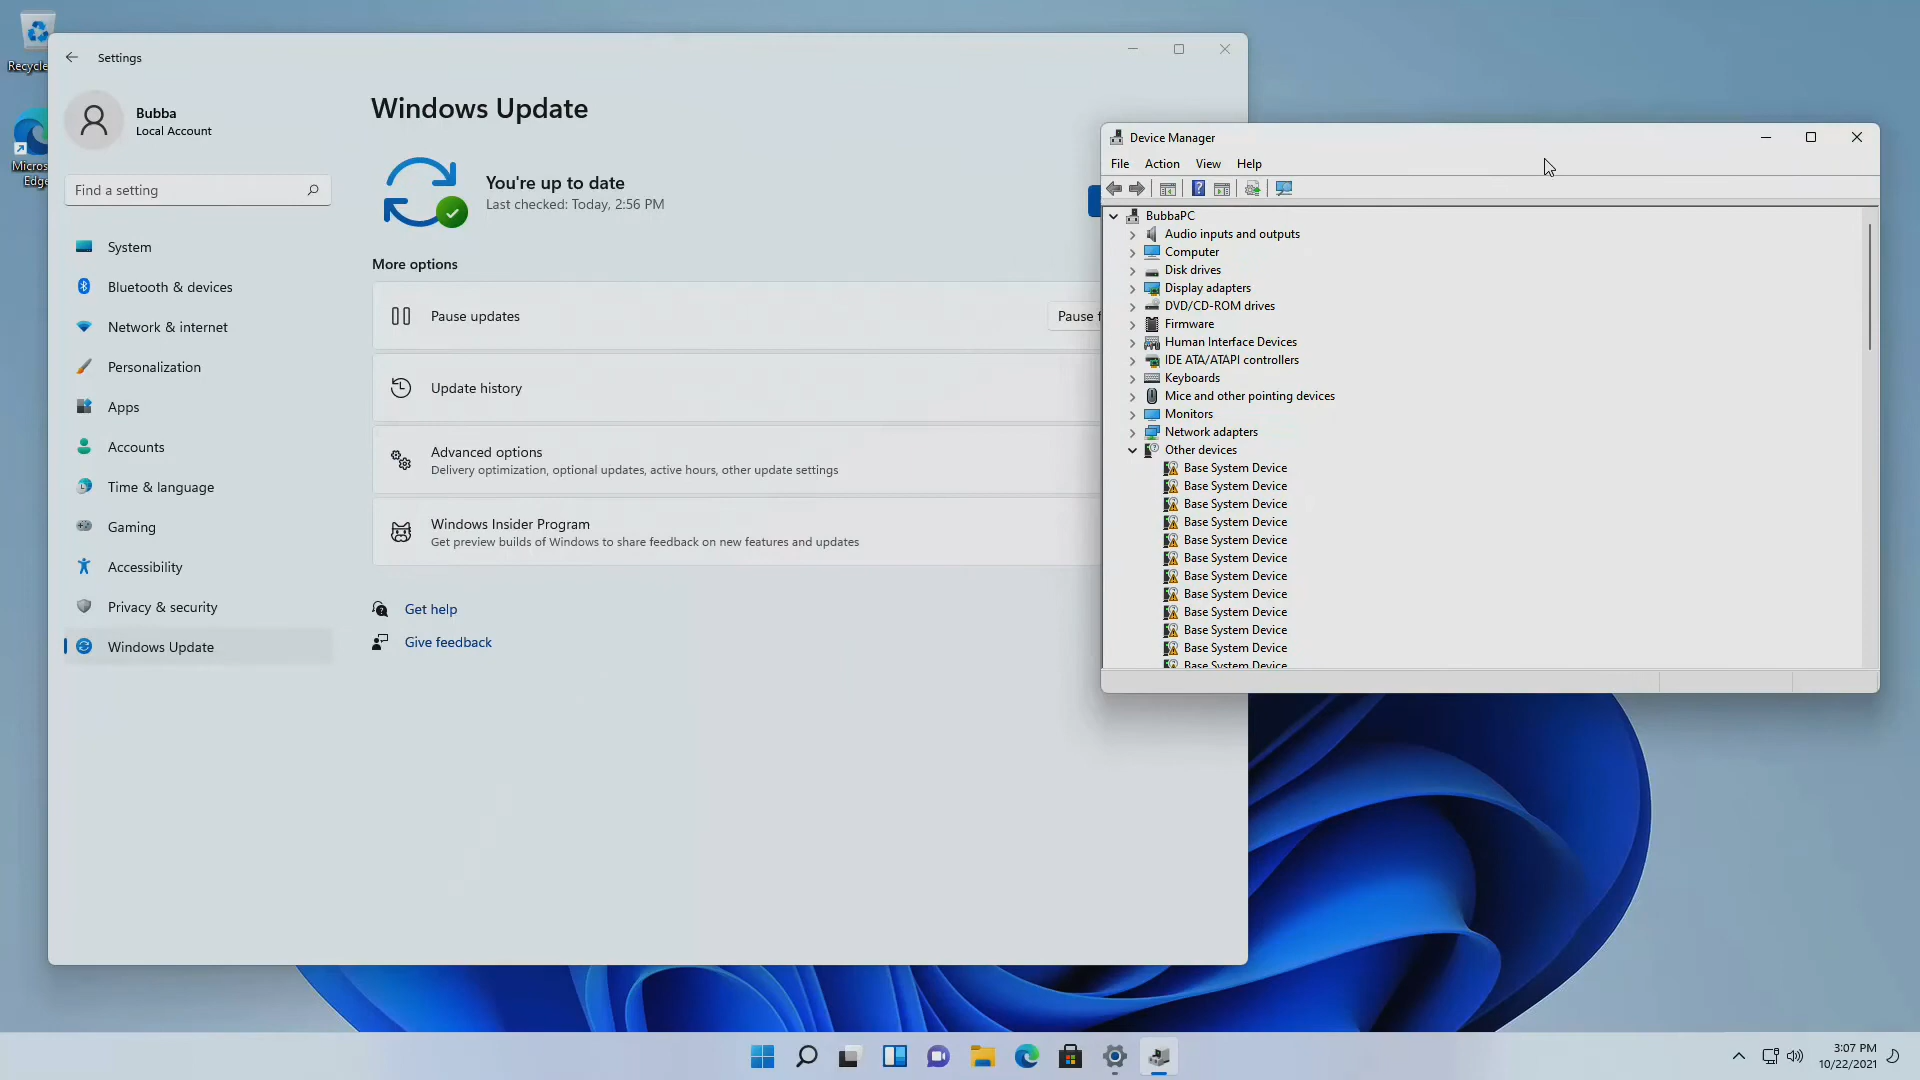 Recycle
Micros
Edge
Settings
Bubba
Local Account
Find a setting
System
Bluetooth & devices
Network & internet
Personalization
Apps
Accounts
Time & language
Gaming
Accessibility
Privacy & security
Windows Update
Windows Update
You're up to date
Last checked: Today, 2:56 PM
More options
Pause updates
Pause f
Update history
Advanced options
Delivery optimization, optional updates, active hours, other update settings
Windows Insider Program
Get preview builds of Windows to share feedback on new features and updates
Get help
Give feedback
Device Manager
File Action View Help
BubbaPC
Audio inputs and outputs
Computer
Disk drives
Display adapters
DVD/CD-ROM drives
Firmware
Human Interface Devices
IDE ATA/ATAPI controllers
Keyboards
Mice and other pointing devices
Monitors
Network adapters
Other devices
Base System Device
Base System Device
Base System Device
Base System Device
Base System Device
Base System Device
Base System Device
Base System Device
Base System Device
Base System Device
Base System Device
Base System Device
3:07 PM
10/22/2021